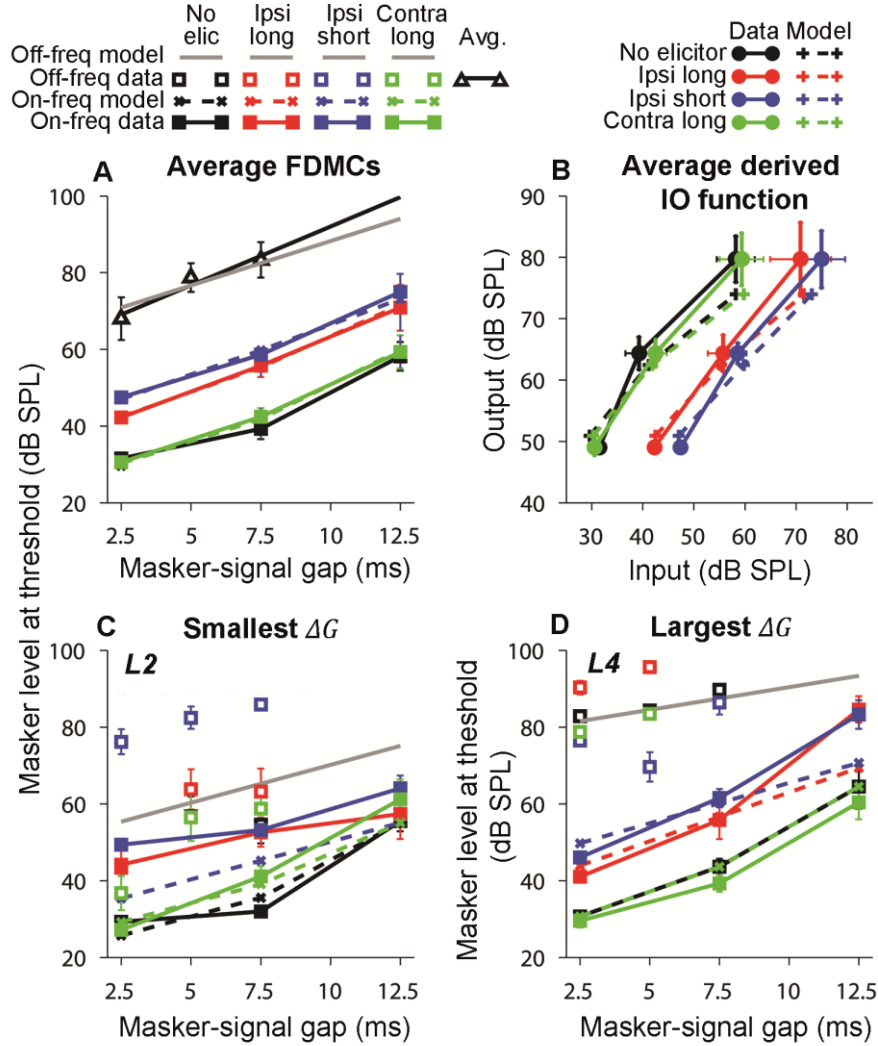 No elic Ipsi long Ipsi short Contra long Avg.
Off-freq model
Off-freq data
On-freq model
On-freq data
Data Model
No elicitor
Ipsi long
Ipsi short
Contra long
A Average FDMCs
100
80
60
40
20
2.5 5 7.5 10 12.5
Masker-signal gap (ms)
Masker level at threshold (dB SPL)
B Average derived
IO function
90
80
70
60
50
40
Output (dB SPL)
30 40 50 60 70 80
Input (dB SPL)
C Smallest ΔG
L2
100
80
60
40
20
2.5 5 7.5 10 12.5
Masker-signal gap (ms)
D Largest ΔG
L4
Masker level at theshold
(dB SPL)
100
80
60
40
20
2.5 5 7.5 10 12.5
Masker-signal gap (ms)